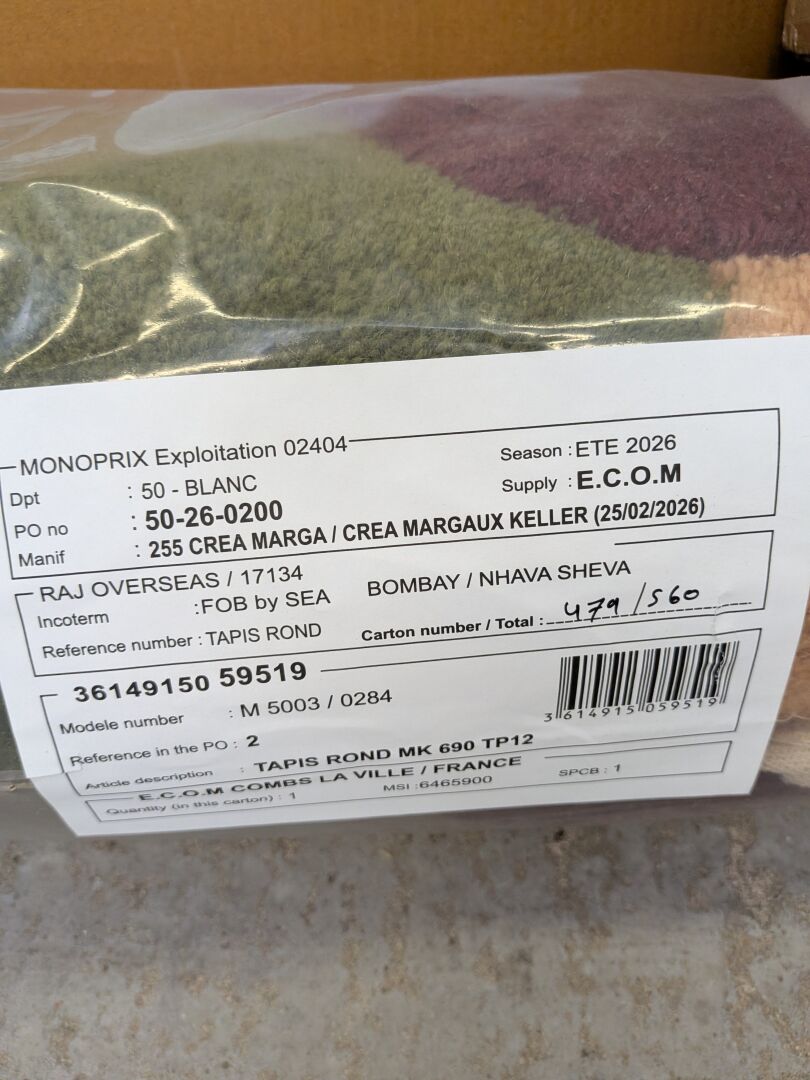 MONOPRIX Exploitation 02404
Dpt : 50 - BLANC Season : ETE 2026
PO no : 50-26-0200 Supply : E.C.O.M
Manif : 255 CREA MARGA / CREA MARGAUX KELLER (25/02/2026)
RAJ OVERSEAS / 17134
Incoterm :FOB by SEA BOMBAY / NHAVA SHEVA
Reference number : TAPIS ROND Carton number / Total : 479/560
36149150 59519
Modele number : M 5003 / 0284
3 614915 059519
Reference in the PO : 2
Article description : TAPIS ROND MK 690 TP12
E.C.O.M COMBS LA VILLE / FRANCE
Quantity (in this carton) : 1 MSI :6465900 SPCB : 1